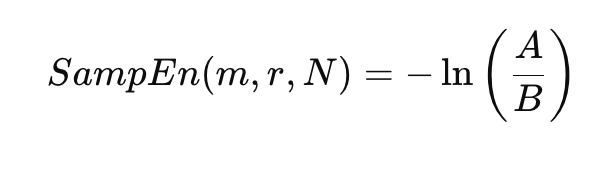 SampEn(m, r, N) = − ln (A/B)